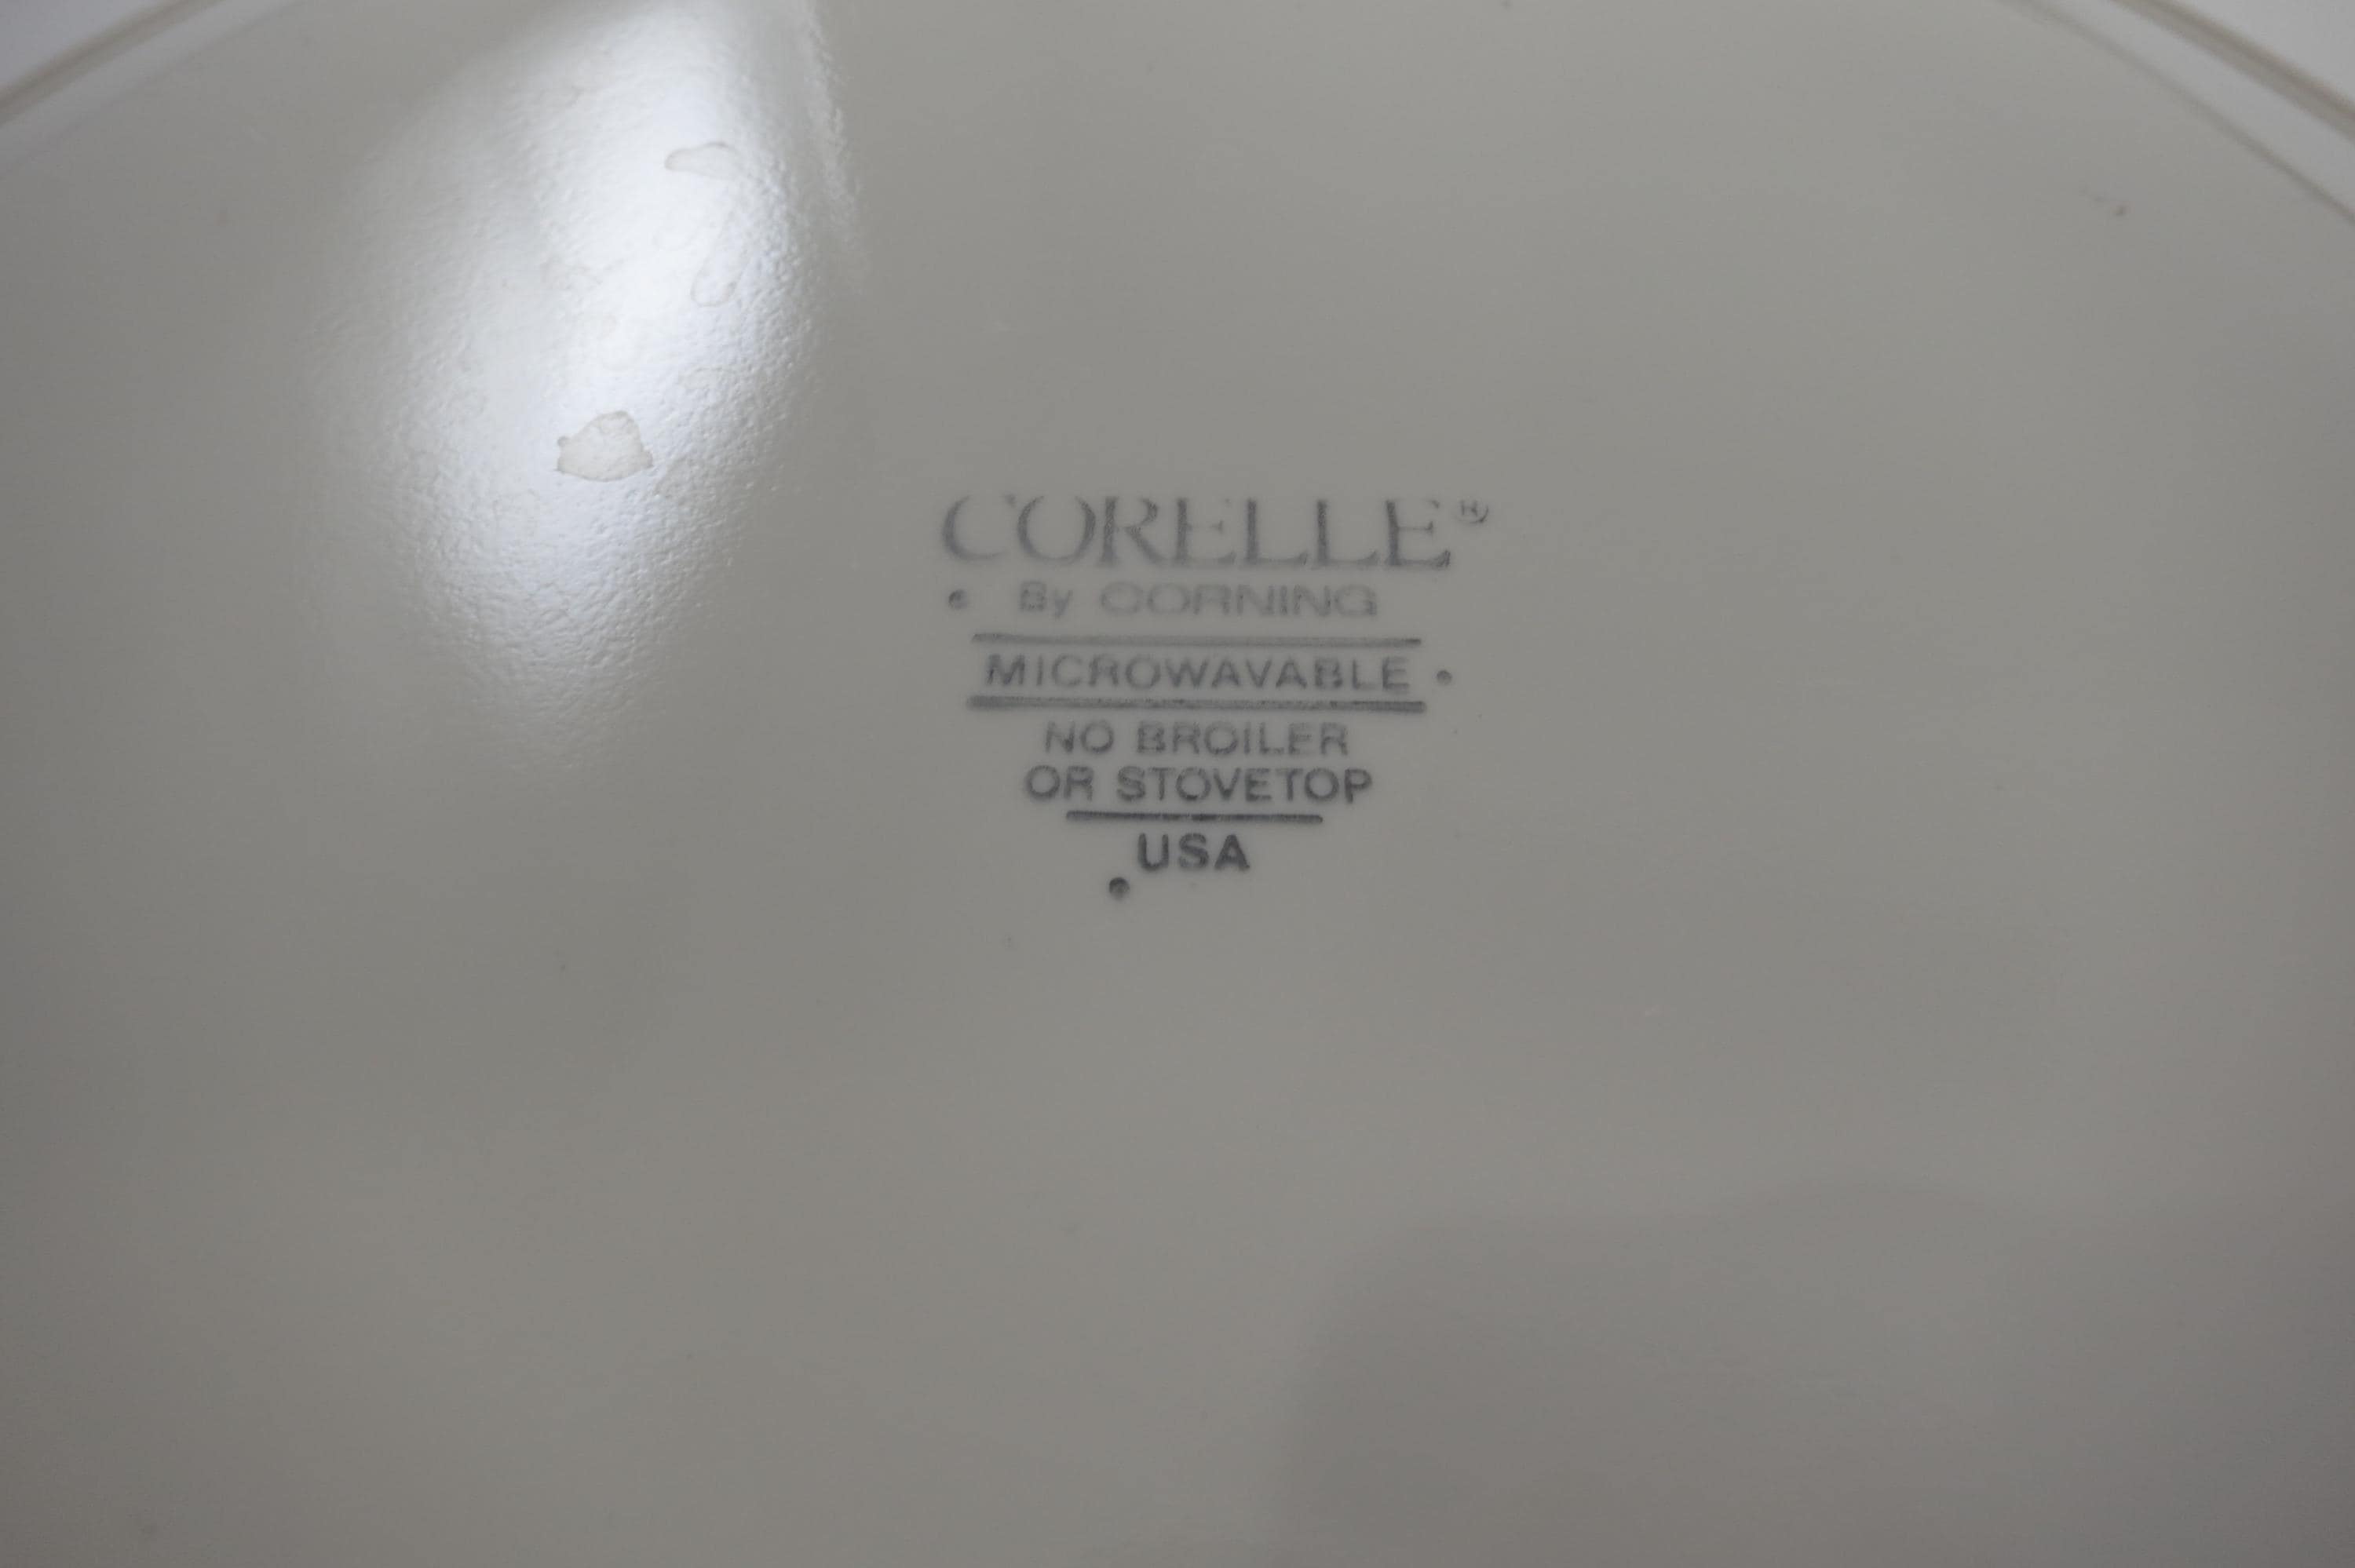 CORELLE®
By CORNING
MICROWAVABLE
NO BROILER
OR STOVETOP
USA